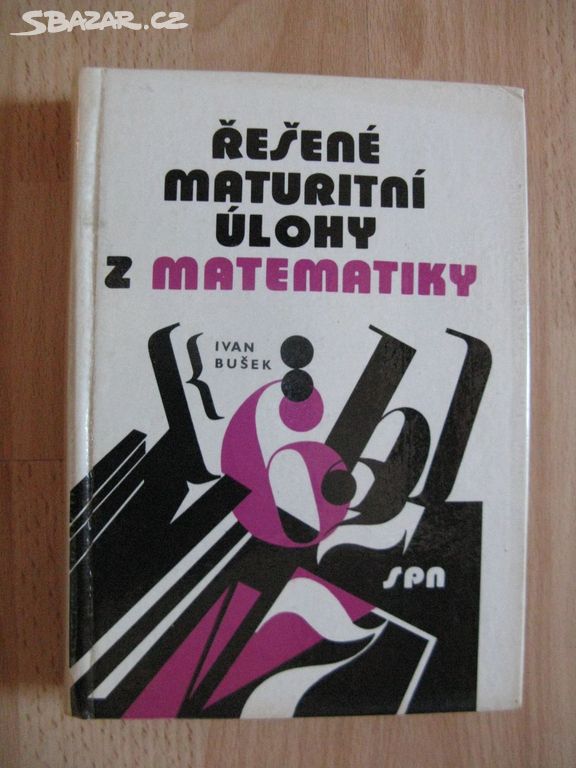 SBAZAR.CZ
ŘEŠENÉ
MATURITNÍ
ÚLOHY
Z MATEMATIKY
IVAN
BUŠEK
SPN